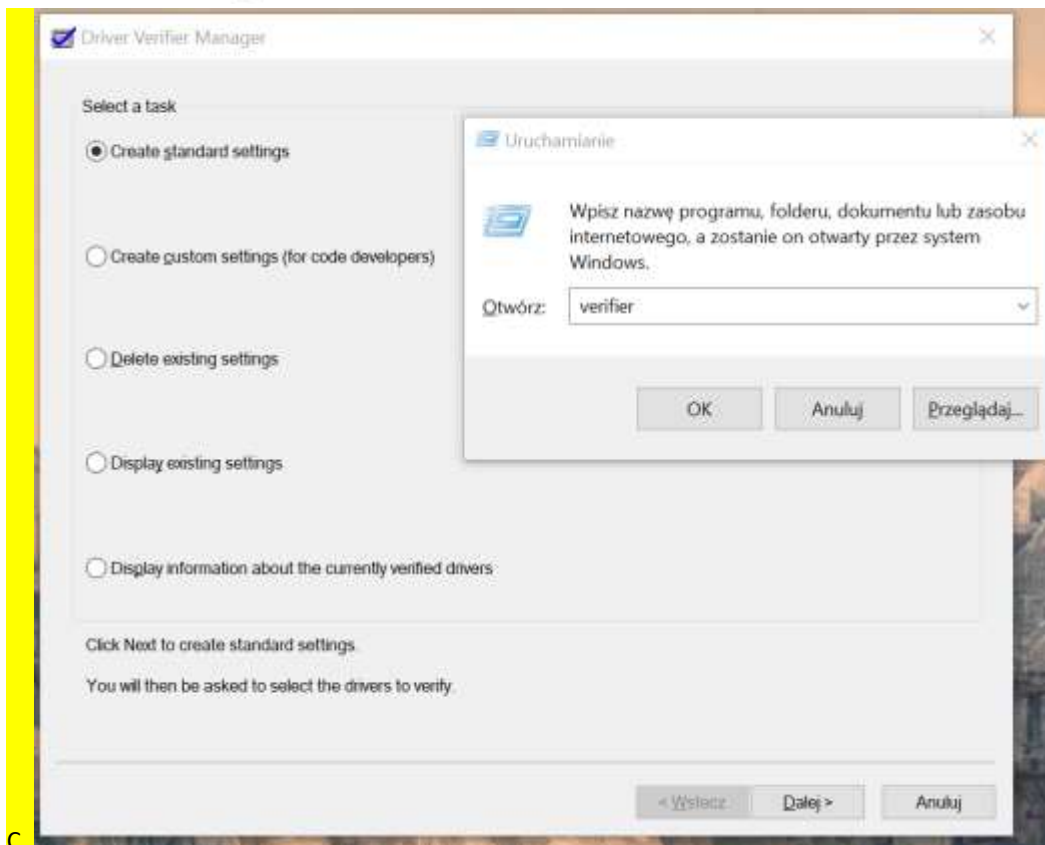 Driver Verifier Manager
Select a task
Create standard settings
Create custom settings (for code developers)
Delete existing settings
Display existing settings
Display information about the currently verified drivers
Click Next to create standard settings.
You will then be asked to select the drivers to verify.
< Wstecz
Dalej >
Anuluj
Uruchamianie
Wpisz nazwę programu, folderu, dokumentu lub zasobu
internetowego, a zostanie on otwarty przez system
Windows.
Otwórz:
verifier
OK
Anuluj
Przeglądaj...
C